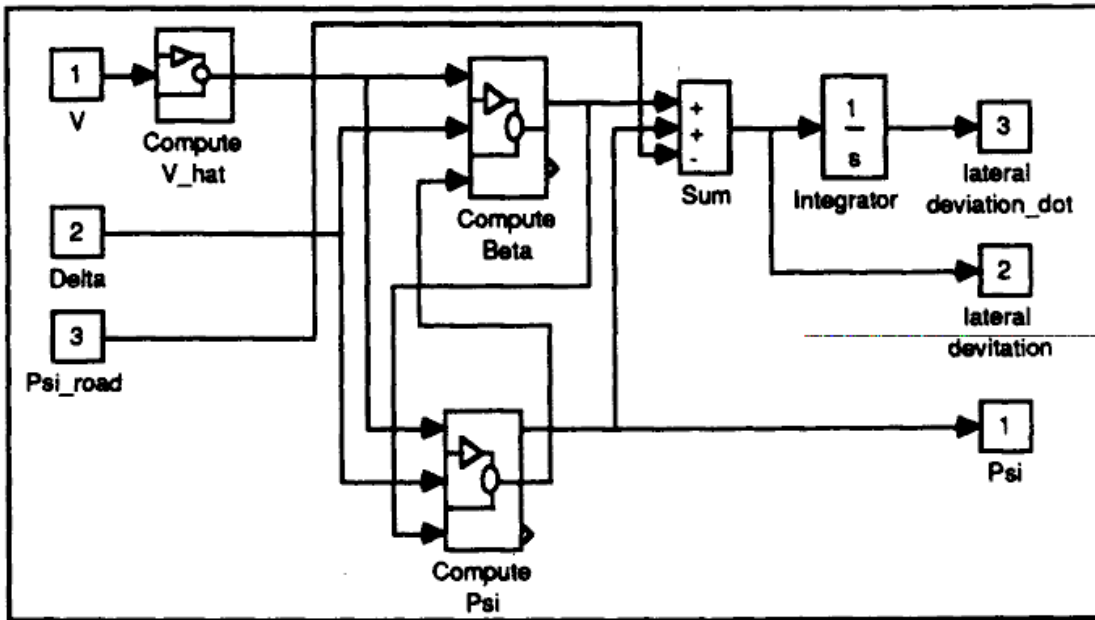 1
V
Compute
V_hat
2
Delta
3
Psi_road
Compute
Beta
+
+
-
Sum
1
s
Integrator
3
lateral
deviation_dot
2
lateral
devitation
Compute
Psi
1
Psi